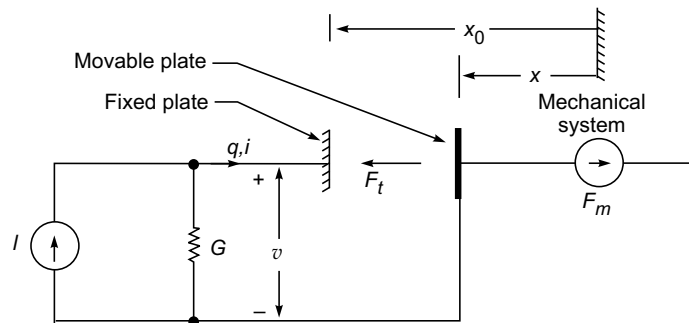 x₀
Movable plate
x
Fixed plate
Mechanical
system
q,i
+
Fₜ
Fₘ
I
G
v
–